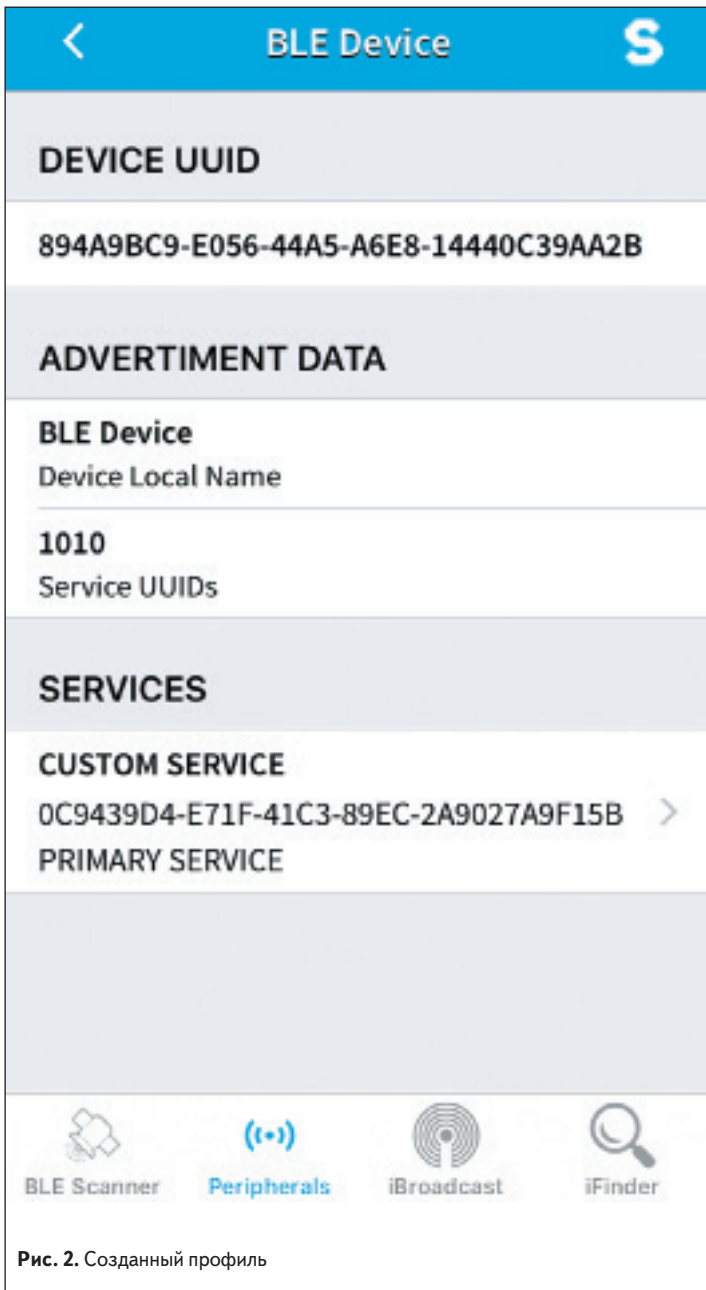 BLE Device S
DEVICE UUID
894A9BC9-E056-44A5-A6E8-14440C39AA2B
ADVERTIMENT DATA
BLE Device
Device Local Name
1010
Service UUIDs
SERVICES
CUSTOM SERVICE
0C9439D4-E71F-41C3-89EC-2A9027A9F15B
PRIMARY SERVICE
BLE Scanner Peripherals iBroadcast iFinder
Рис. 2. Созданный профиль